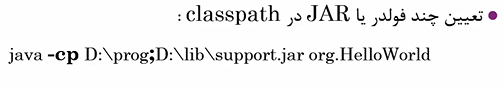 • تعیین چند فولدر یا JAR در classpath :
java -cp D:\prog;D:\lib\support.jar org.HelloWorld